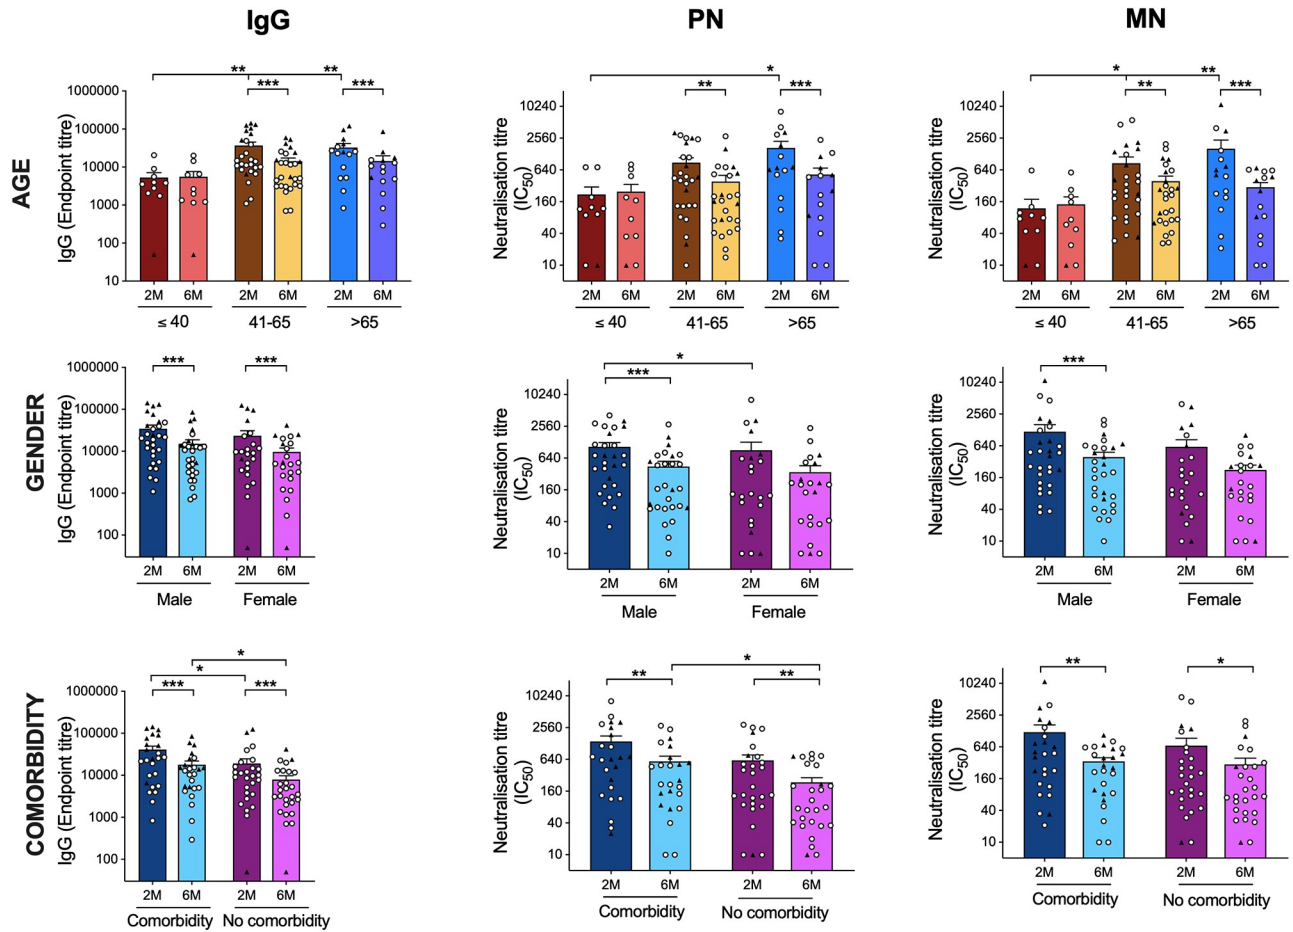 IgG PN MN
AGE
** ** * * **
*** ** *** ** ***
IgG (Endpoint titre)
1000000
100000
10000
1000
100
10
2M 6M 2M 6M 2M 6M
≤ 40 41-65 >65
Neutralisation titre
(IC50)
10240
2560
640
160
40
10
2M 6M 2M 6M 2M 6M
≤ 40 41-65 >65
Neutralisation titre
(IC50)
10240
2560
640
160
40
10
2M 6M 2M 6M 2M 6M
≤ 40 41-65 >65
GENDER
*** ***
IgG (Endpoint titre)
1000000
100000
10000
1000
100
2M 6M 2M 6M
Male Female
*
***
Neutralisation titre
(IC50)
10240
2560
640
160
40
10
2M 6M 2M 6M
Male Female
***
Neutralisation titre
(IC50)
10240
2560
640
160
40
10
2M 6M 2M 6M
Male Female
COMORBIDITY
*
*
*** ***
IgG (Endpoint titre)
1000000
100000
10000
1000
100
2M 6M 2M 6M
Comorbidity No comorbidity
*
** **
Neutralisation titre
(IC50)
10240
2560
640
160
40
10
2M 6M 2M 6M
Comorbidity No comorbidity
** *
Neutralisation titre
(IC50)
10240
2560
640
160
40
10
2M 6M 2M 6M
Comorbidity No comorbidity